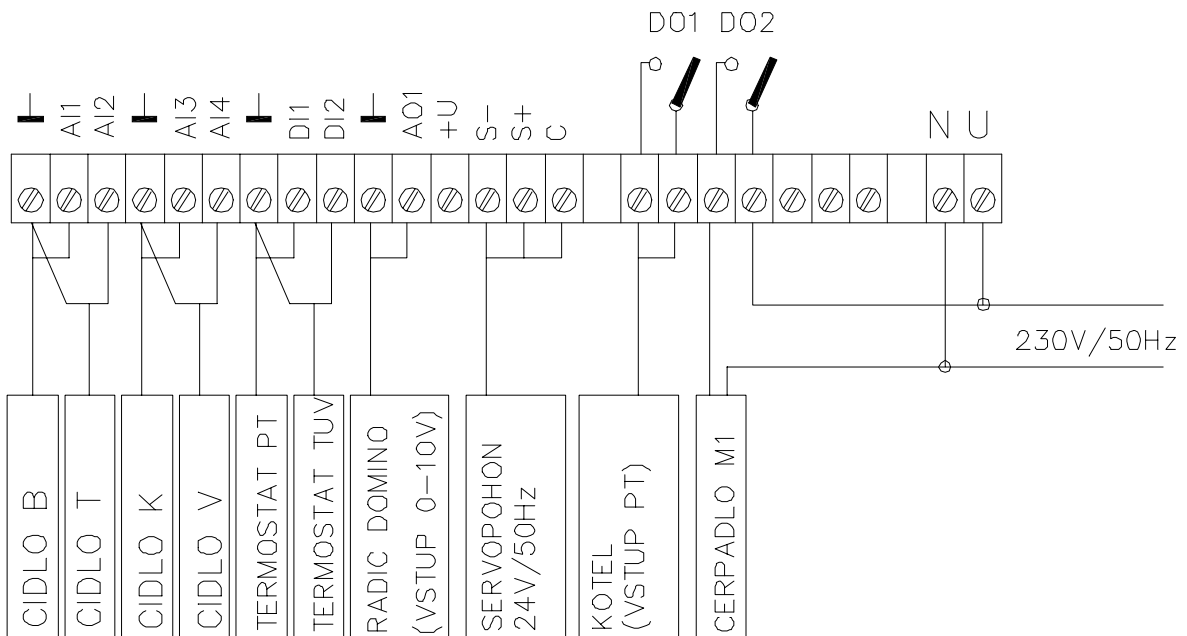 DO1 DO2
AI1
AI2
AI3
AI4
DI1
DI2
AO1
+U
S-
S+
C
N U
230V/50Hz
CIDLO B
CIDLO T
CIDLO K
CIDLO V
TERMOSTAT PT
TERMOSTAT TUV
RADIC DOMINO
(VSTUP 0-10V)
SERVOPOHON
24V/50Hz
KOTEL
(VSTUP PT)
CERPADLO M1